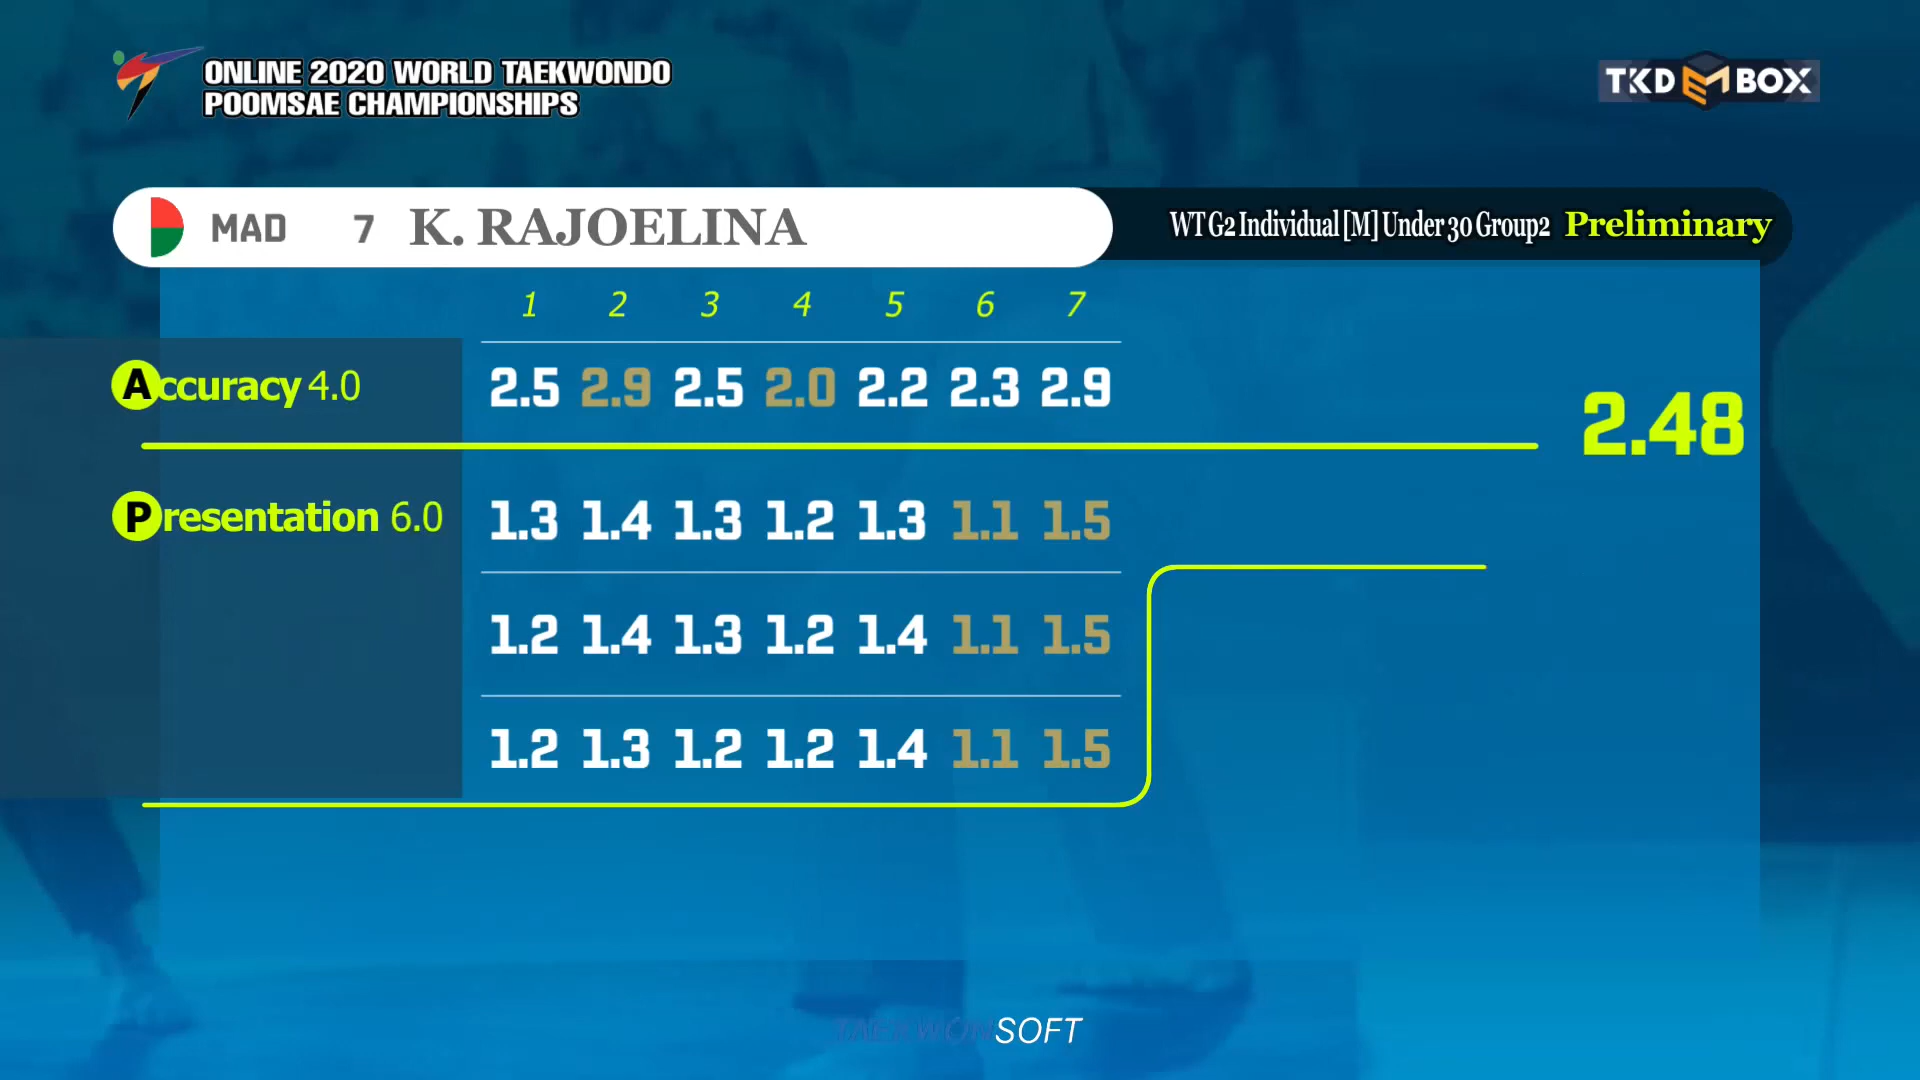 ONLINE 2020 WORLD TAEKWONDO
POOMSAE CHAMPIONSHIPS
TKD BOX
MAD 7 K. RAJOELINA
WT G2 Individual [M] Under 30 Group2 Preliminary
1 2 3 4 5 6 7
Accuracy 4.0 2.5 2.9 2.5 2.0 2.2 2.3 2.9
2.48
Presentation 6.0 1.3 1.4 1.3 1.2 1.3 1.1 1.5
1.2 1.4 1.3 1.2 1.4 1.1 1.5
1.2 1.3 1.2 1.2 1.4 1.1 1.5
TAEKWONSOFT